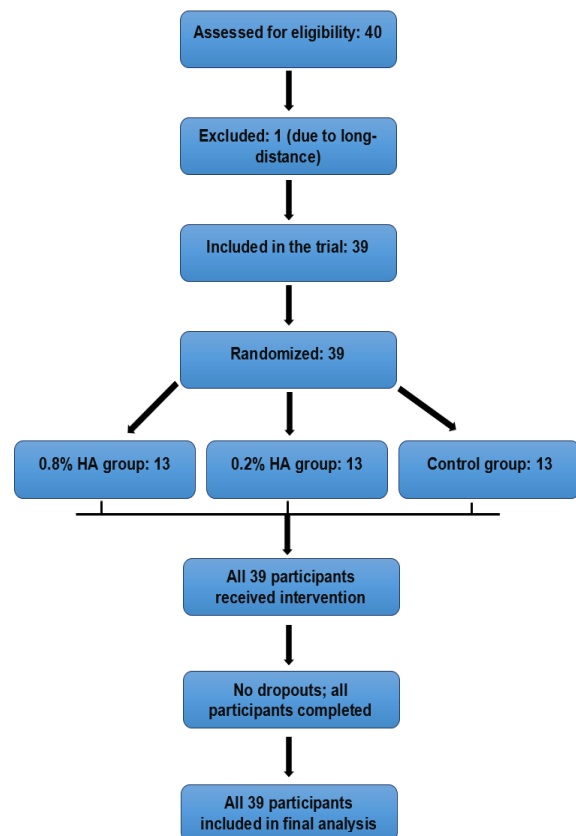 Assessed for eligibility: 40
Excluded: 1 (due to long-
distance)
Included in the trial: 39
Randomized: 39
0.8% HA group: 13
0.2% HA group: 13
Control group: 13
All 39 participants
received intervention
No dropouts; all
participants completed
All 39 participants
included in final analysis